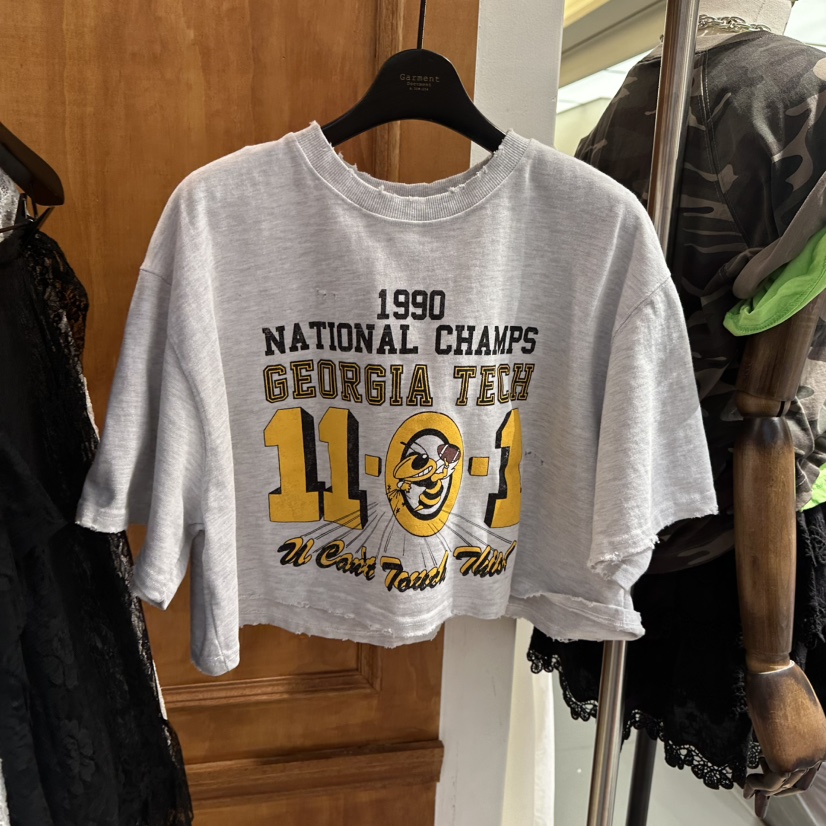 Garment
1990
NATIONAL CHAMPS
GEORGIA TECH
11-0-1
U Can't Touch This!